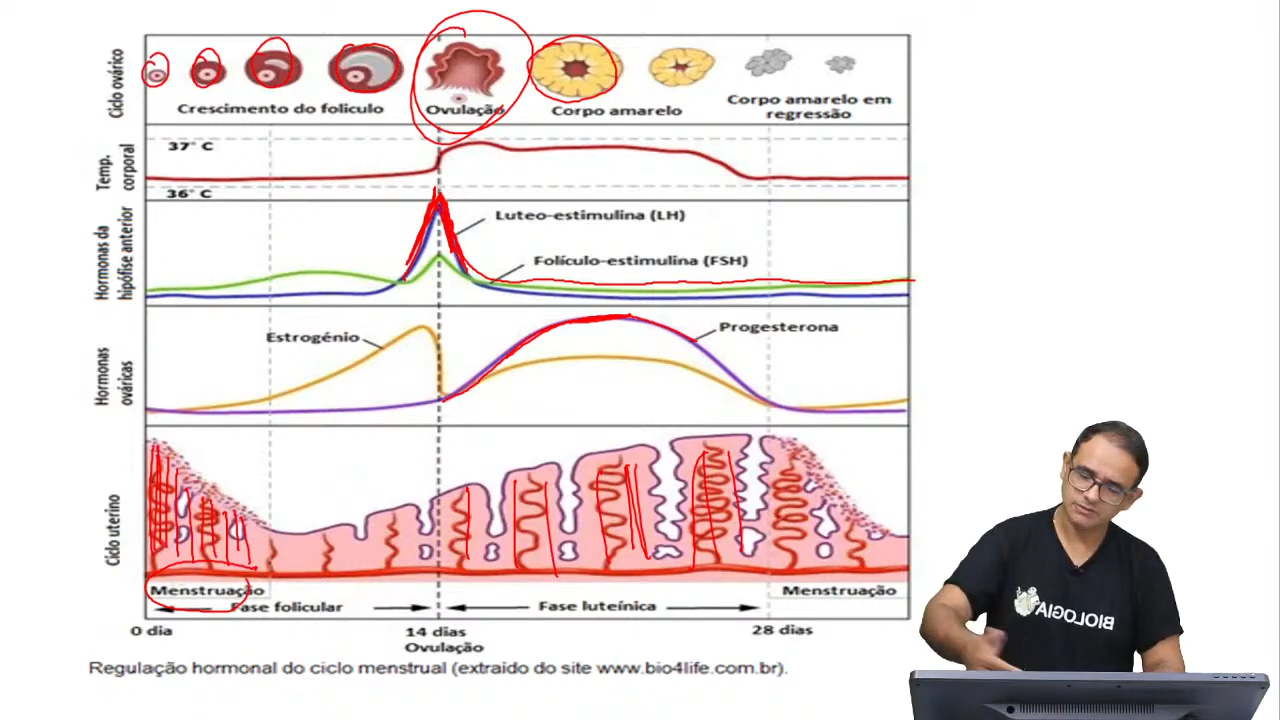 Ciclo ovárico
Crescimento do foliculo
Ovulação
Corpo amarelo
Corpo amarelo em
regressão
Temp.
corporal
37° C
36° C
Hormonas da
hipófise anterior
Luteo-estimulina (LH)
Folículo-estimulina (FSH)
Hormonas
ováricas
Estrogénio
Progesterona
Ciclo uterino
Menstruação
Menstruação
Fase folicular
Fase luteínica
0 dia
14 dias
28 dias
Ovulação
Regulação hormonal do ciclo menstrual (extraído do site www.bio4life.com.br).
BIOLOGIA